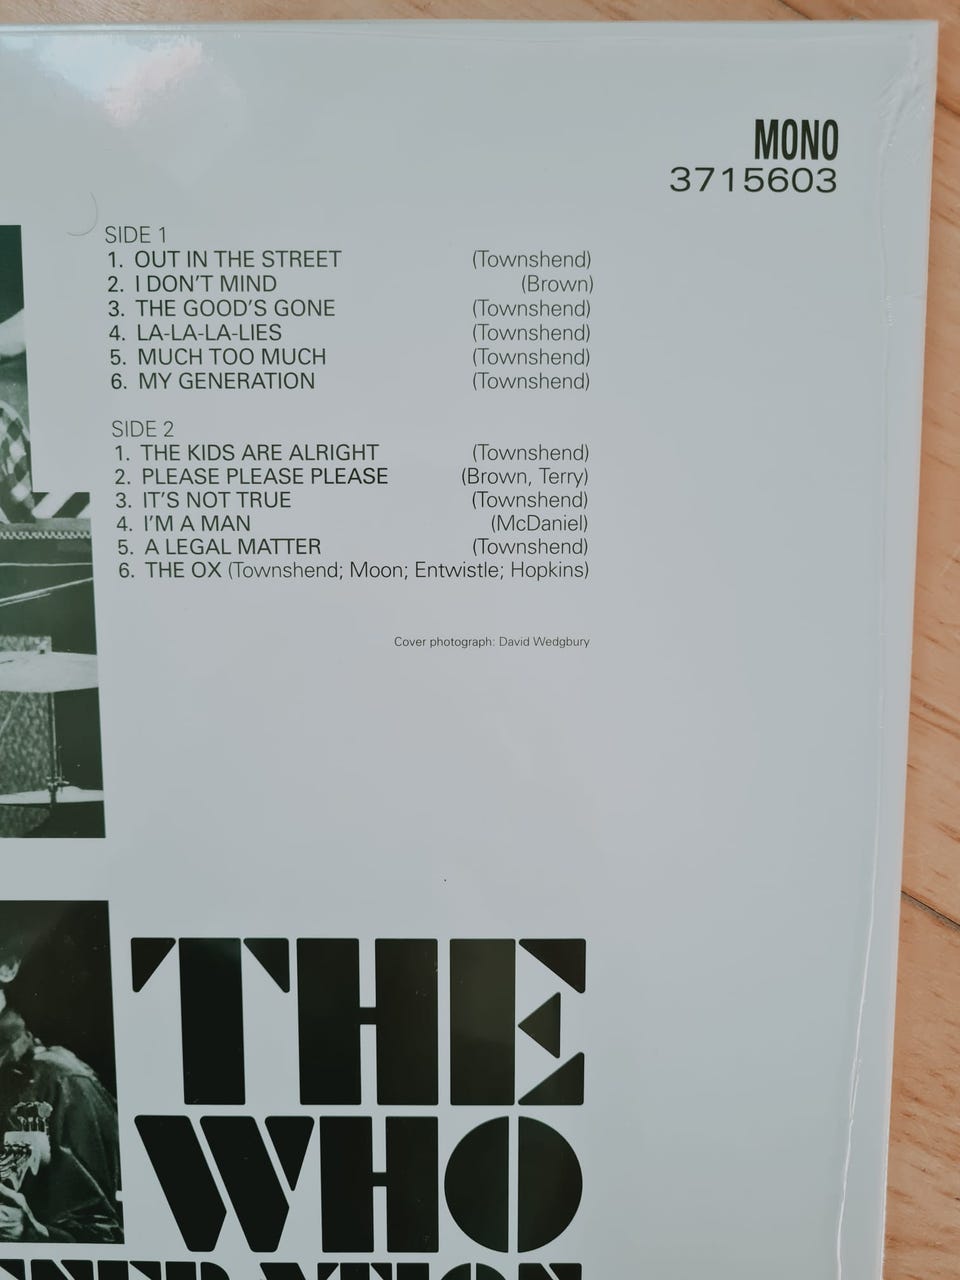 MONO
3715603
SIDE 1
1. OUT IN THE STREET (Townshend)
2. I DON'T MIND (Brown)
3. THE GOOD'S GONE (Townshend)
4. LA-LA-LA-LIES (Townshend)
5. MUCH TOO MUCH (Townshend)
6. MY GENERATION (Townshend)
SIDE 2
1. THE KIDS ARE ALRIGHT (Townshend)
2. PLEASE PLEASE PLEASE (Brown, Terry)
3. IT'S NOT TRUE (Townshend)
4. I'M A MAN (McDaniel)
5. A LEGAL MATTER (Townshend)
6. THE OX (Townshend; Moon; Entwistle; Hopkins)
Cover photograph: David Wedgbury
THE
WHO